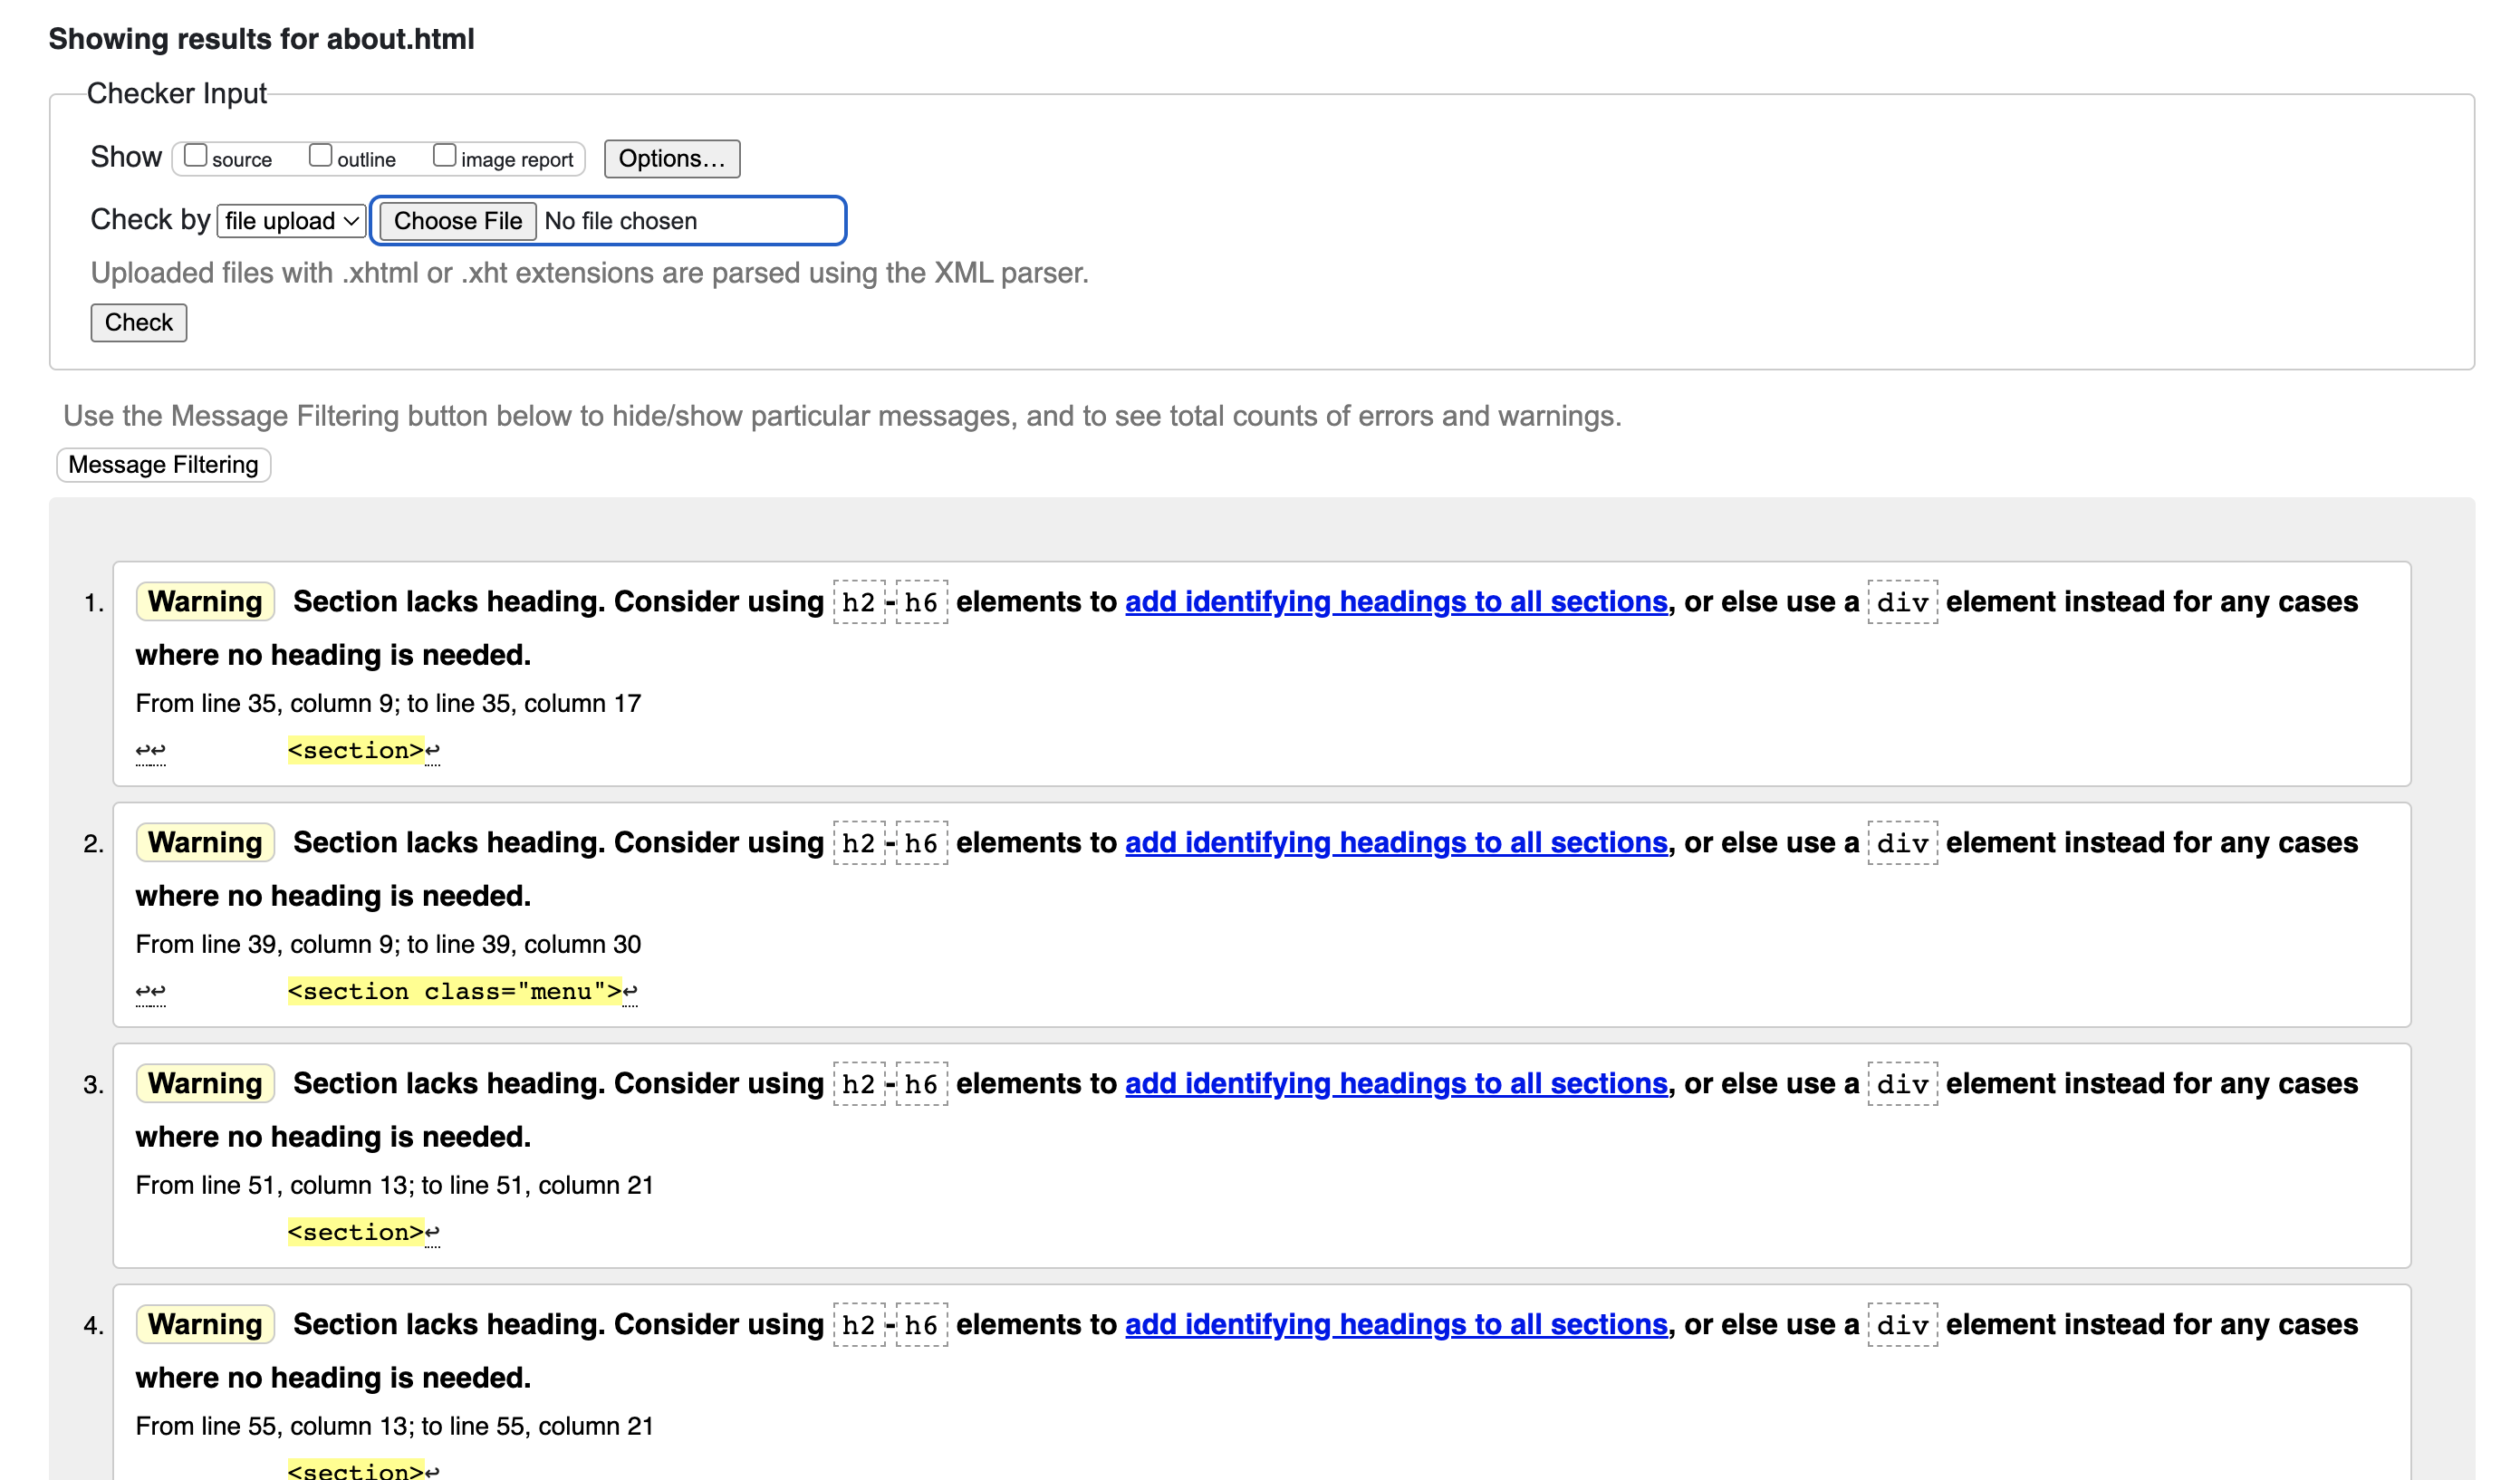 Showing results for about.html
Checker Input
Show source outline image report Options...
Check by file upload Choose File No file chosen
Uploaded files with .xhtml or .xht extensions are parsed using the XML parser.
Check
Use the Message Filtering button below to hide/show particular messages, and to see total counts of errors and warnings.
Message Filtering
1. Warning Section lacks heading. Consider using h2-h6 elements to add identifying headings to all sections, or else use a div element instead for any cases
where no heading is needed.
From line 35, column 9; to line 35, column 17
↩↩ <section>↩
2. Warning Section lacks heading. Consider using h2-h6 elements to add identifying headings to all sections, or else use a div element instead for any cases
where no heading is needed.
From line 39, column 9; to line 39, column 30
↩↩ <section class="menu">↩
3. Warning Section lacks heading. Consider using h2-h6 elements to add identifying headings to all sections, or else use a div element instead for any cases
where no heading is needed.
From line 51, column 13; to line 51, column 21
<section>↩
4. Warning Section lacks heading. Consider using h2-h6 elements to add identifying headings to all sections, or else use a div element instead for any cases
where no heading is needed.
From line 55, column 13; to line 55, column 21
<section>↩